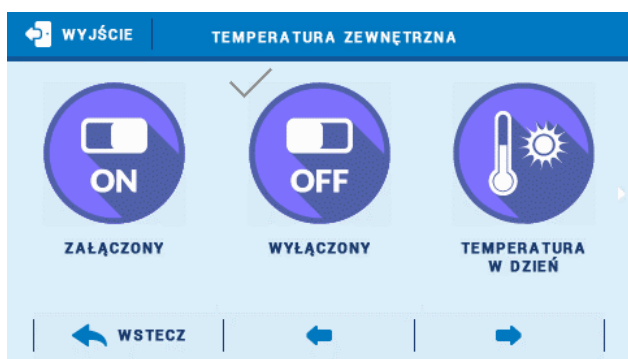 WYJŚCIE
TEMPERATURA ZEWNĘTRZNA
ON
OFF
ZAŁĄCZONY
WYŁĄCZONY
TEMPERATURA
W DZIEŃ
WSTECZ